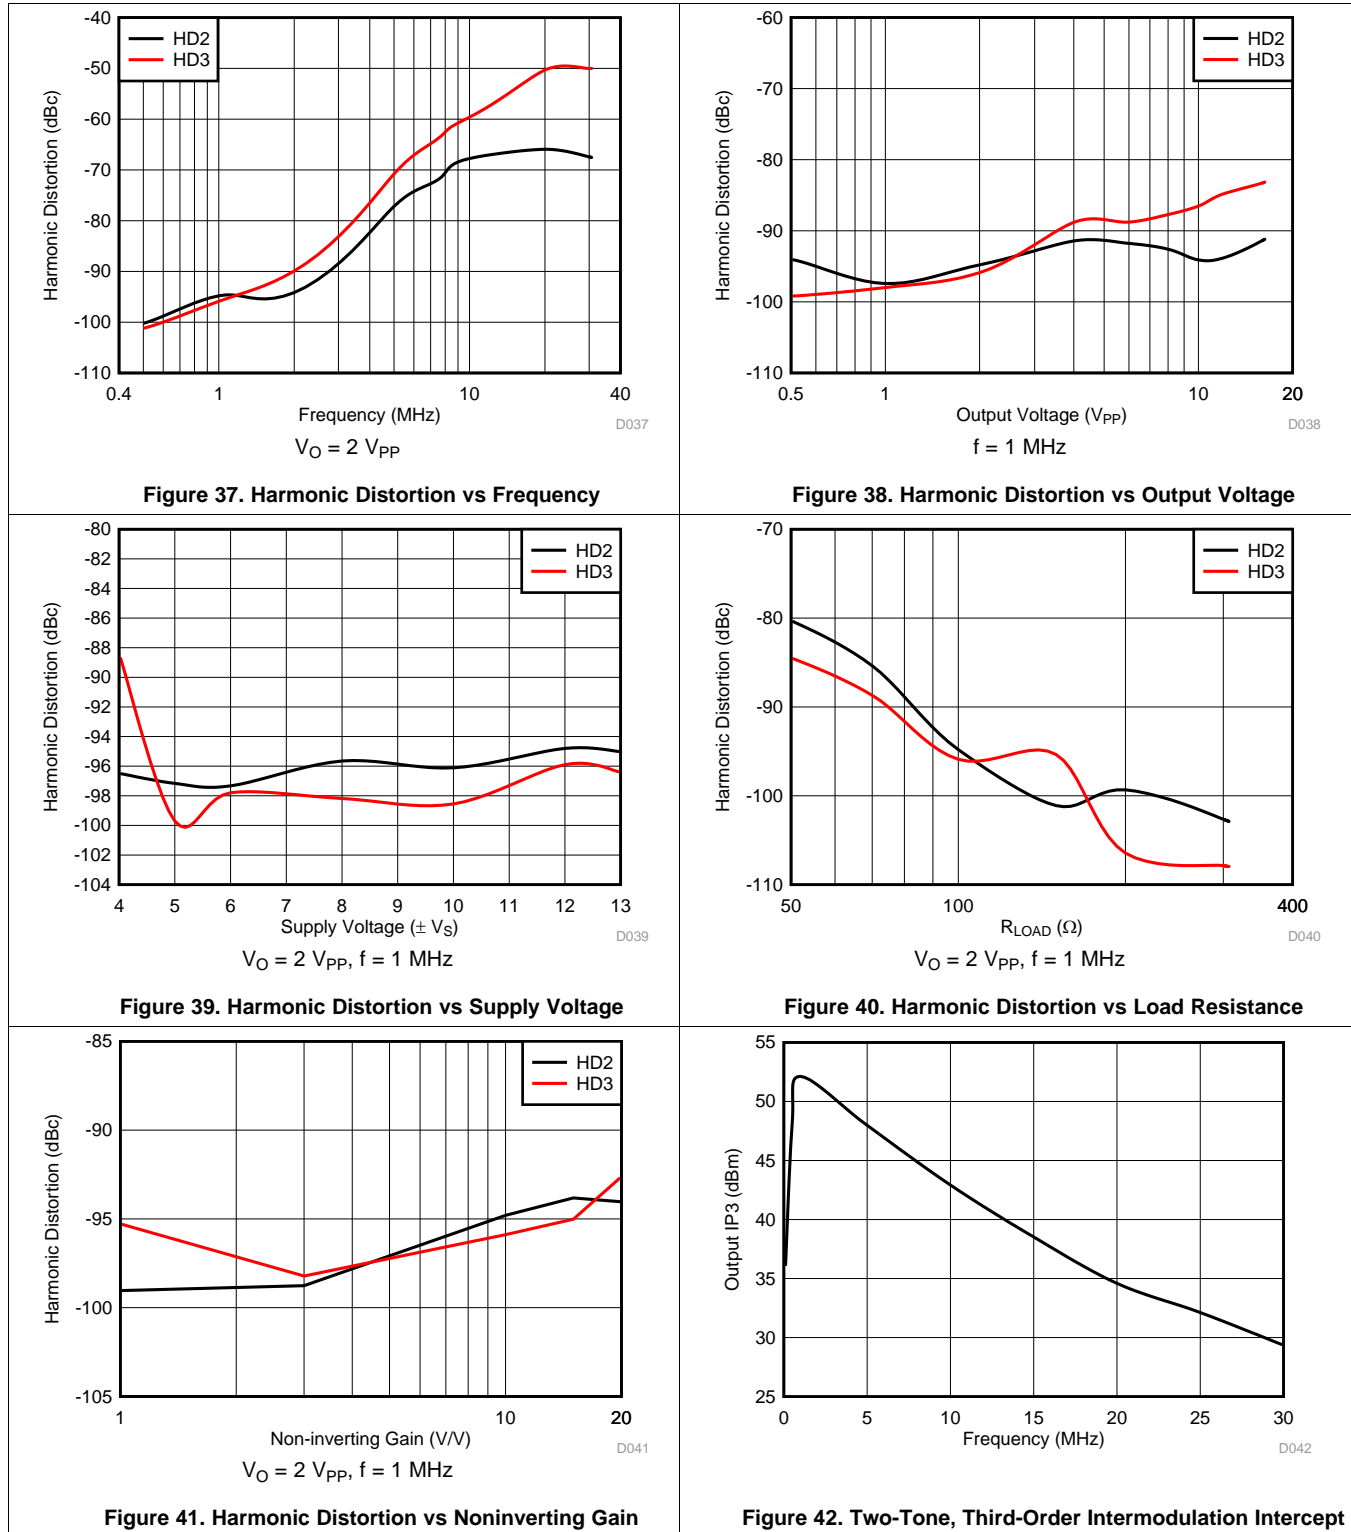 -40
-50
-60
-70
-80
-90
-100
-110
Harmonic Distortion (dBc)
HD2
HD3
0.4 1 10 40
Frequency (MHz)
D037
VO = 2 VPP
Figure 37. Harmonic Distortion vs Frequency
-60
-70
-80
-90
-100
-110
Harmonic Distortion (dBc)
HD2
HD3
0.5 1 10 20
Output Voltage (VPP)
D038
f = 1 MHz
Figure 38. Harmonic Distortion vs Output Voltage
-80
-82
-84
-86
-88
-90
-92
-94
-96
-98
-100
-102
-104
Harmonic Distortion (dBc)
HD2
HD3
4 5 6 7 8 9 10 11 12 13
Supply Voltage (± VS)
D039
VO = 2 VPP, f = 1 MHz
Figure 39. Harmonic Distortion vs Supply Voltage
-70
-80
-90
-100
-110
Harmonic Distortion (dBc)
HD2
HD3
50 100 400
RLOAD (Ω)
D040
VO = 2 VPP, f = 1 MHz
Figure 40. Harmonic Distortion vs Load Resistance
-85
-90
-95
-100
-105
Harmonic Distortion (dBc)
HD2
HD3
1 10 20
Non-inverting Gain (V/V)
D041
VO = 2 VPP, f = 1 MHz
Figure 41. Harmonic Distortion vs Noninverting Gain
55
50
45
40
35
30
25
Output IP3 (dBm)
0 5 10 15 20 25 30
Frequency (MHz)
D042
Figure 42. Two-Tone, Third-Order Intermodulation Intercept